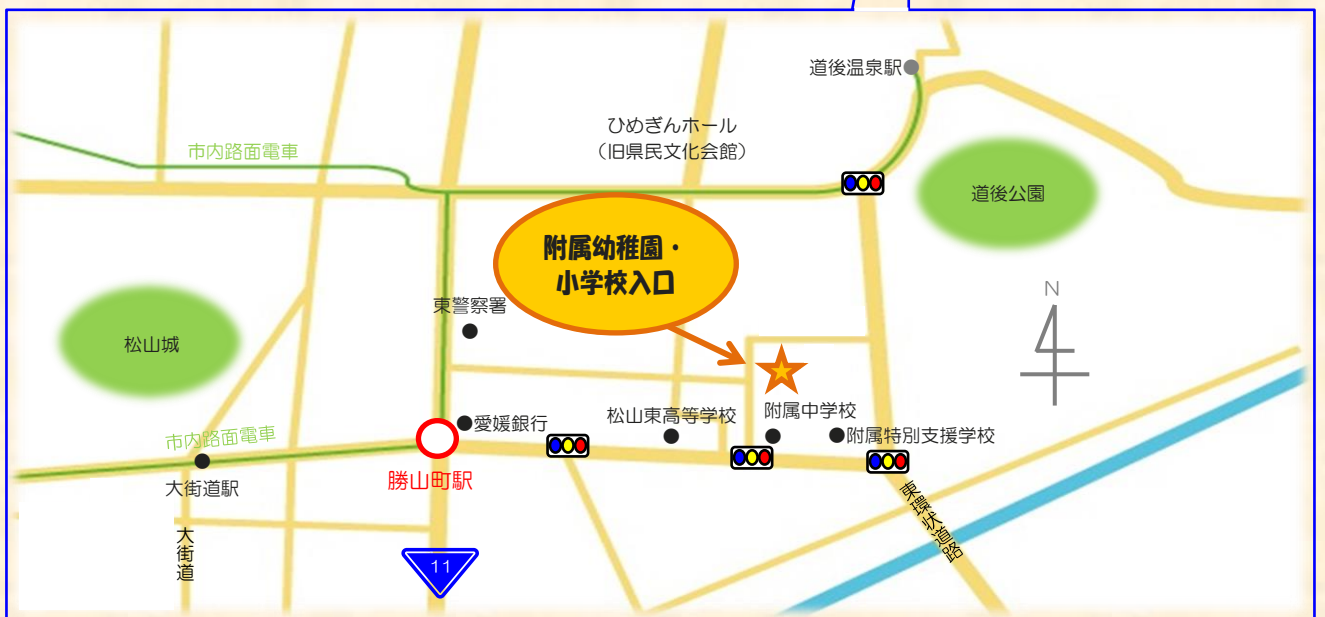 道後温泉駅
ひめぎんホール
（旧県民文化会館）
市内路面電車
道後公園
附属幼稚園・
小学校入口
N
東警察署
松山城
愛媛銀行
松山東高等学校
附属中学校
附属特別支援学校
市内路面電車
大街道駅
勝山町駅
東環状道路
大街道
11